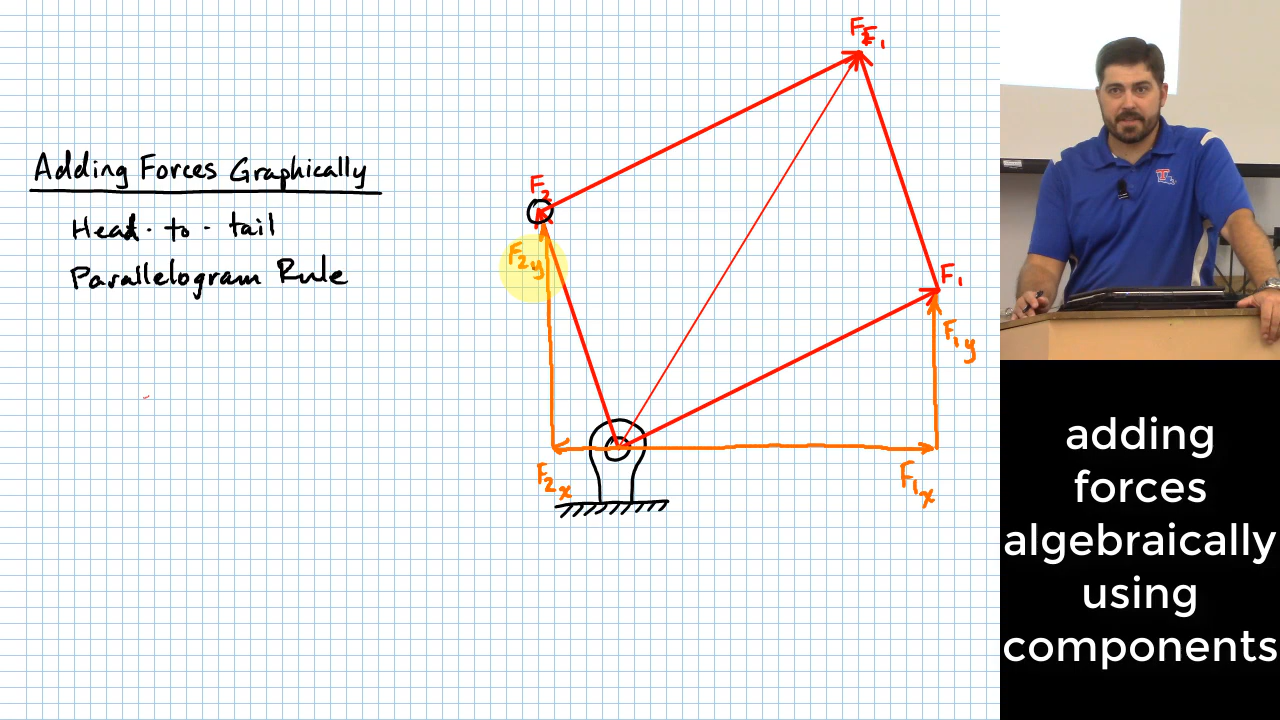 Adding Forces Graphically
Head-to-tail
Parallelogram Rule
F₂
F₂y
F₂x
F₁
F₁y
F₁x
adding
forces
algebraically
using
components